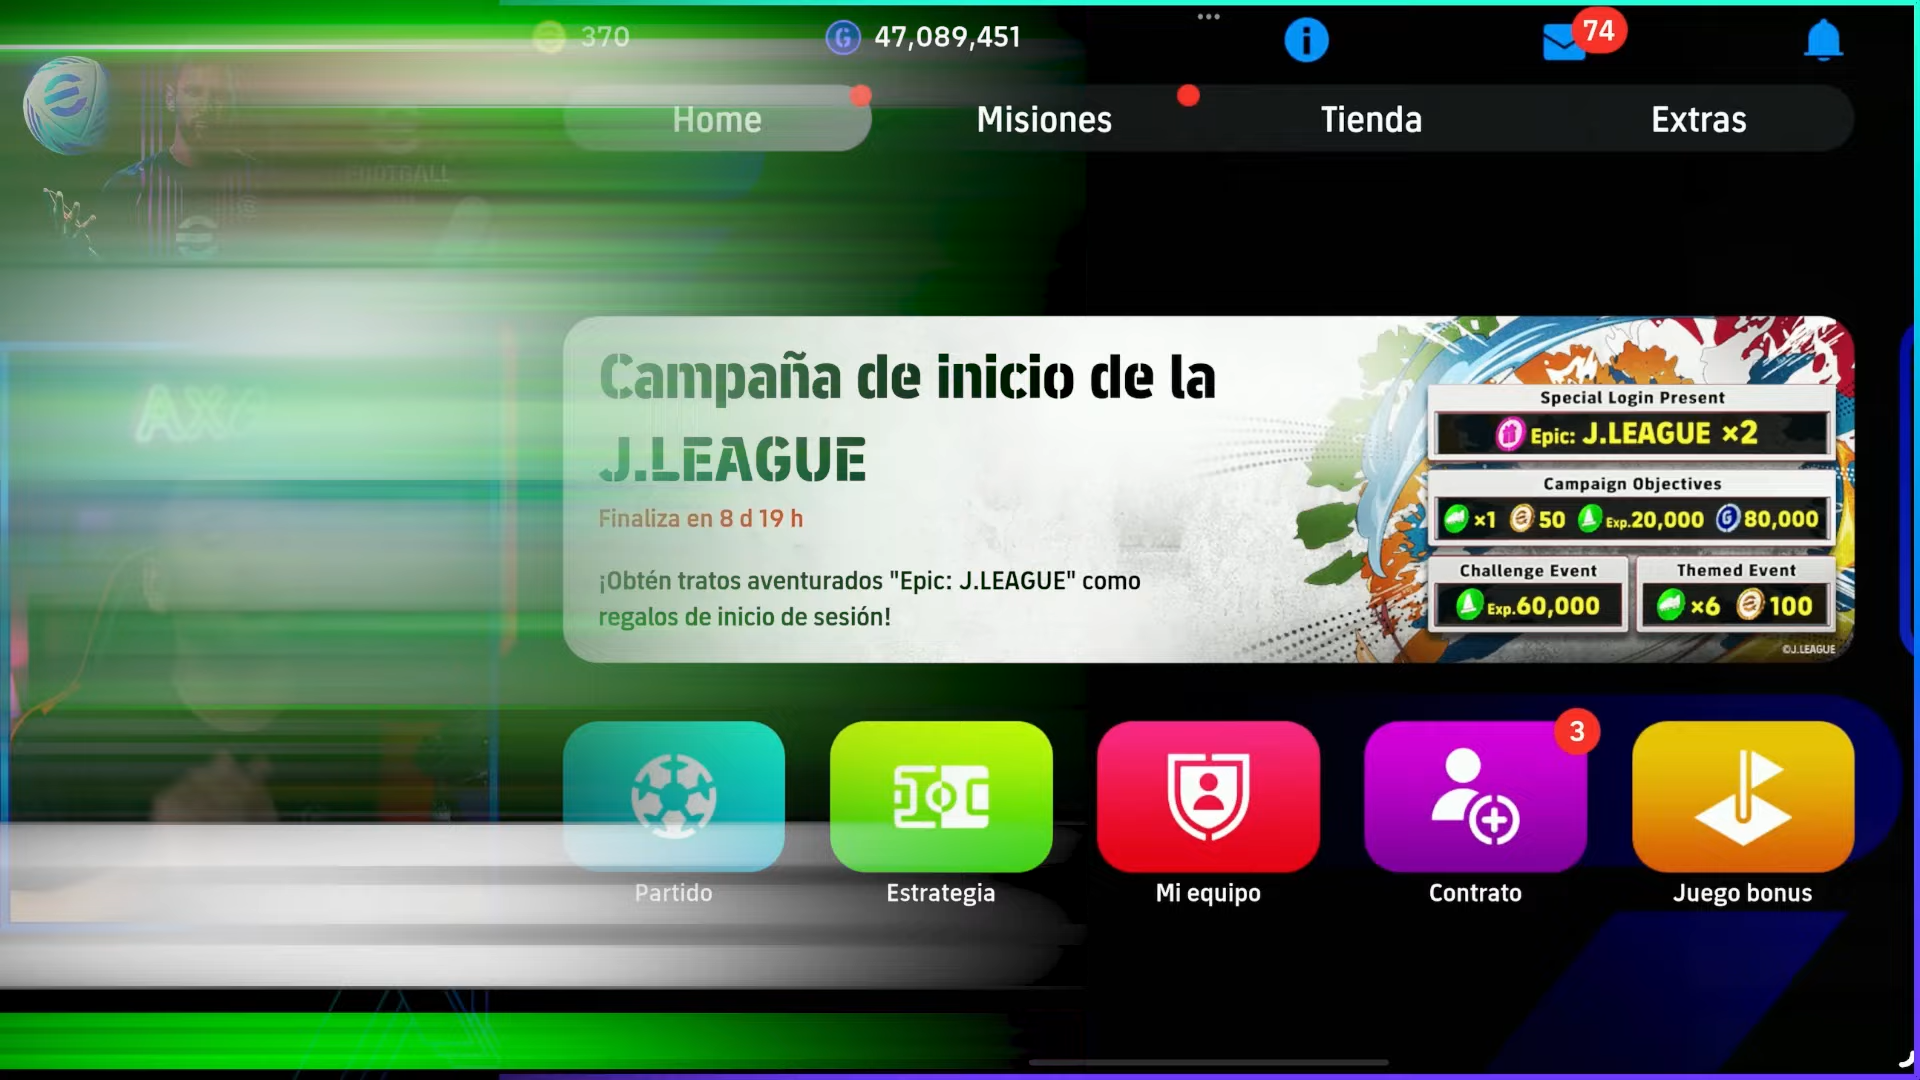 370
47,089,451
74
Home
Misiones
Tienda
Extras
FOOTBALL
Campaña de inicio de la
J.LEAGUE
Finaliza en 8 d 19 h
¡Obtén tratos aventurados "Epic: J.LEAGUE" como
regalos de inicio de sesión!
Special Login Present
Epic: J.LEAGUE ×2
Campaign Objectives
×1 50 Exp.20,000 80,000
Challenge Event
Exp.60,000
Themed Event
×6 100
©J.LEAGUE
3
Partido
Estrategia
Mi equipo
Contrato
Juego bonus